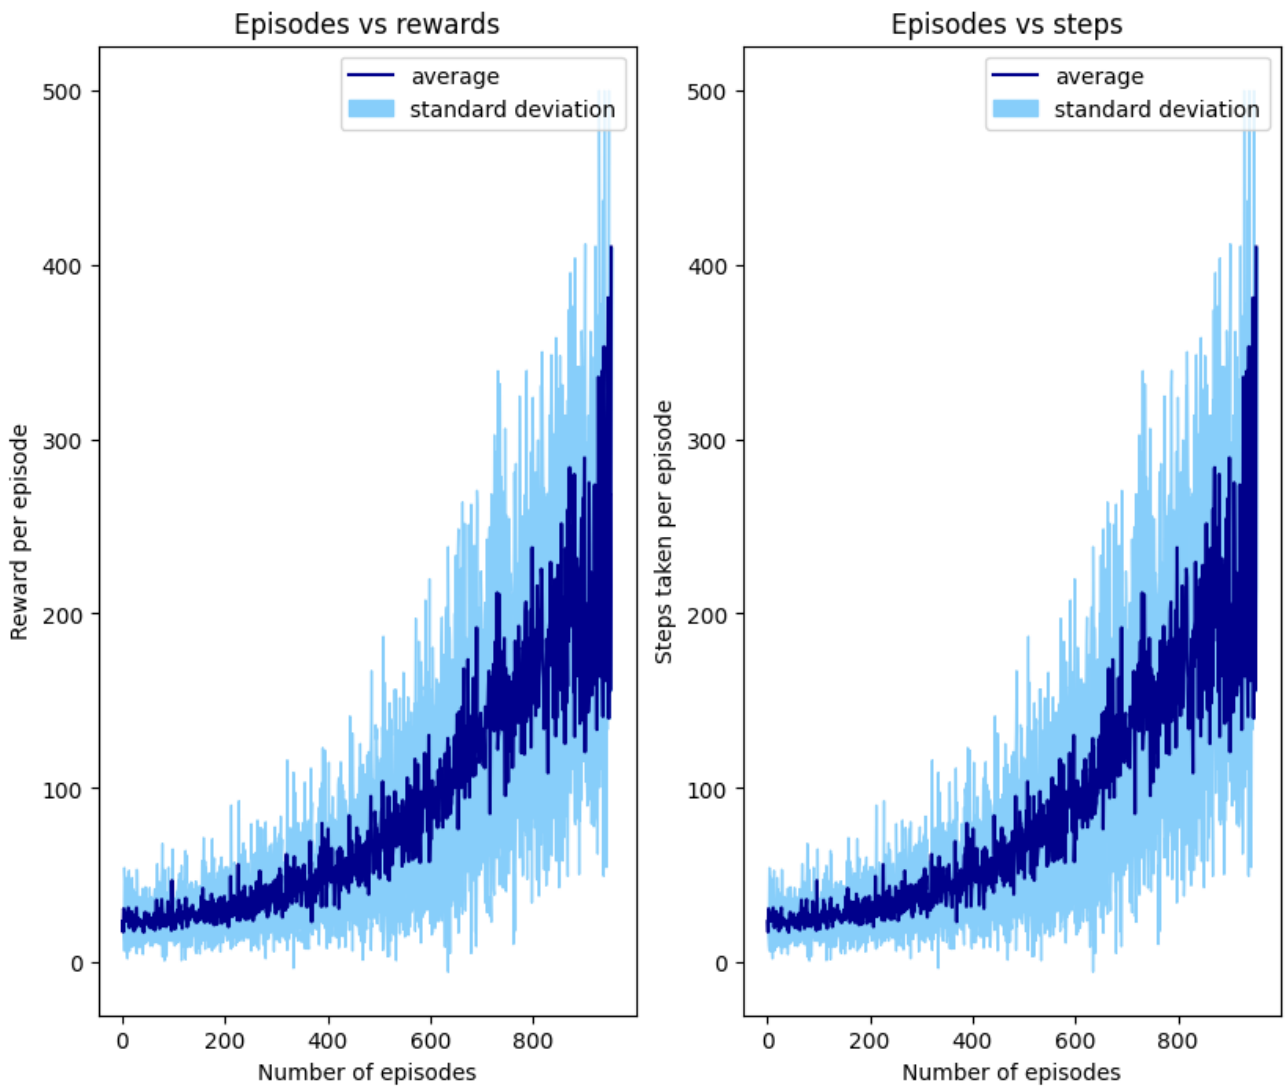 Episodes vs rewards
average
standard deviation
500
400
300
200
100
0
Reward per episode
0 200 400 600 800
Number of episodes
Episodes vs steps
average
standard deviation
500
400
300
200
100
0
Steps taken per episode
0 200 400 600 800
Number of episodes